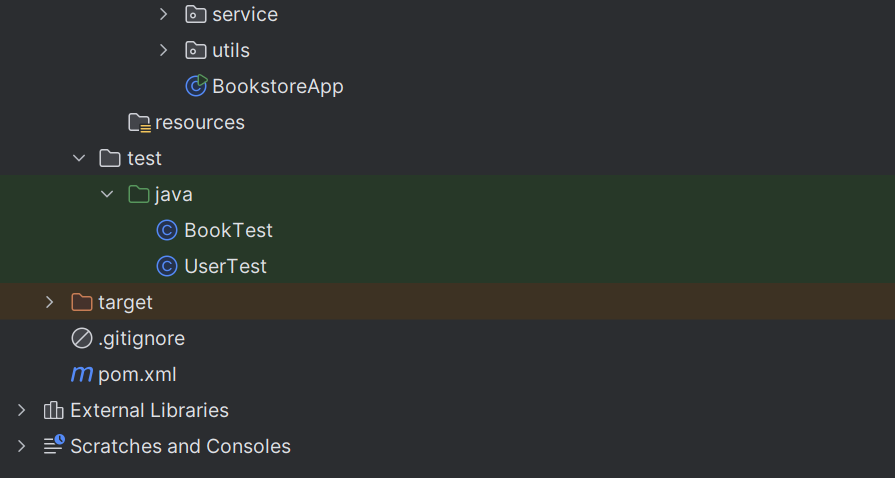 service
utils
BookstoreApp
resources
test
java
BookTest
UserTest
target
.gitignore
pom.xml
External Libraries
Scratches and Consoles